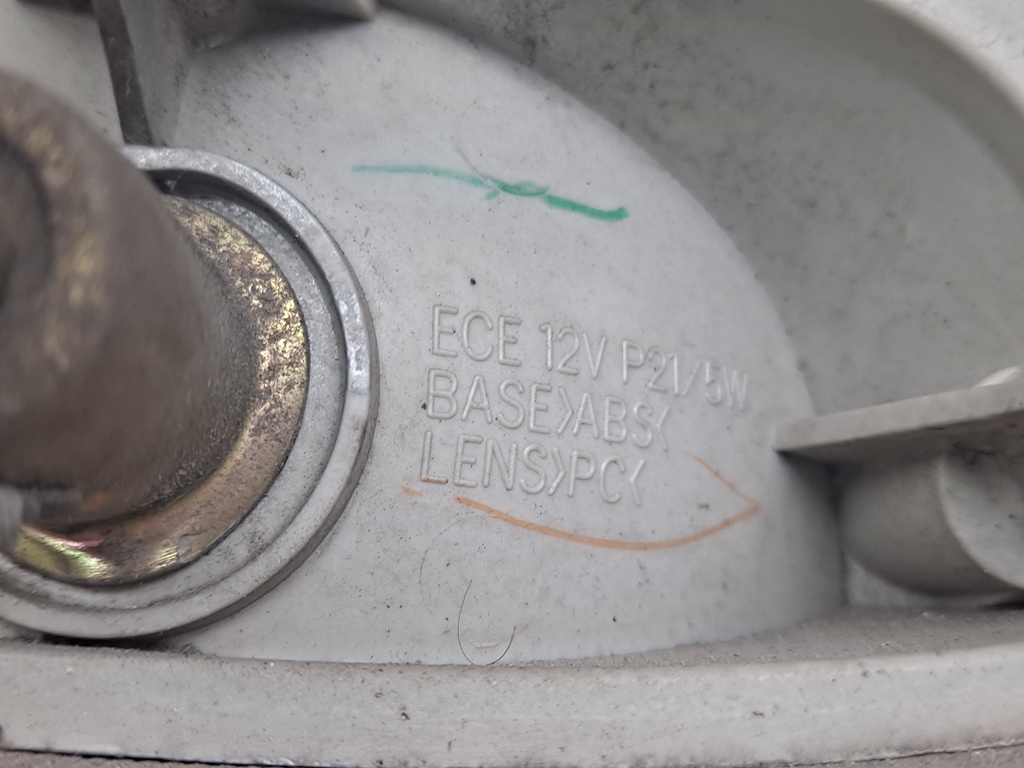 ECE 12V P21/5W
BASE>ABS<
LENS>PC<